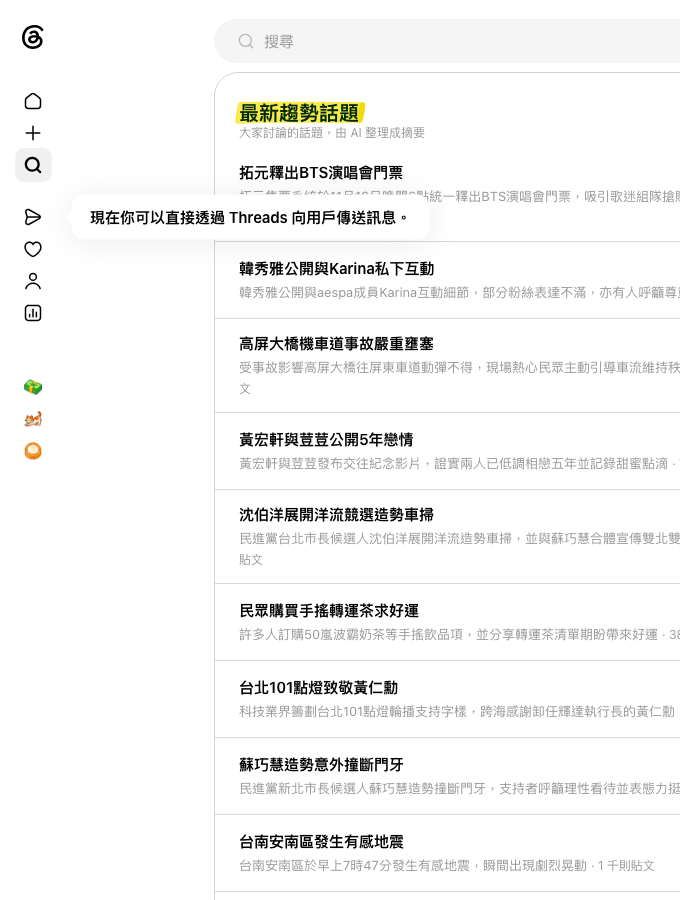 搜尋
最新趨勢話題
大家討論的話題，由 AI 整理成摘要
拓元釋出BTS演唱會門票
點統一釋出BTS演唱會門票，吸引歌迷組隊搶
現在你可以直接透過 Threads 向用戶傳送訊息。
韓秀雅公開與Karina私下互動
韓秀雅公開與aespa成員Karina互動細節，部分粉絲表達不滿，亦有人呼籲尊
高屏大橋機車道事故嚴重壅塞
受事故影響高屏大橋往屏東車道動彈不得，現場熱心民眾主動引導車流維持秩
文
黃宏軒與荳荳公開5年戀情
黃宏軒與荳荳發布交往紀念影片，證實兩人已低調相戀五年並記錄甜蜜點滴 ·
沈伯洋展開洋流競選造勢車掃
民進黨台北市長候選人沈伯洋展開洋流造勢車掃，並與蘇巧慧合體宣傳雙北雙
貼文
民眾購買手搖轉運茶求好運
許多人訂購50嵐波霸奶茶等手搖飲品項，並分享轉運茶清單期盼帶來好運 · 38
台北101點燈致敬黃仁勳
科技業界籌劃台北101點燈輪播支持字樣，跨海感謝卸任輝達執行長的黃仁勳
蘇巧慧造勢意外撞斷門牙
民進黨新北市長候選人蘇巧慧造勢撞斷門牙，支持者呼籲理性看待並表態力挺
台南安南區發生有感地震
台南安南區於早上7時47分發生有感地震，瞬間出現劇烈晃動 · 1 千則貼文